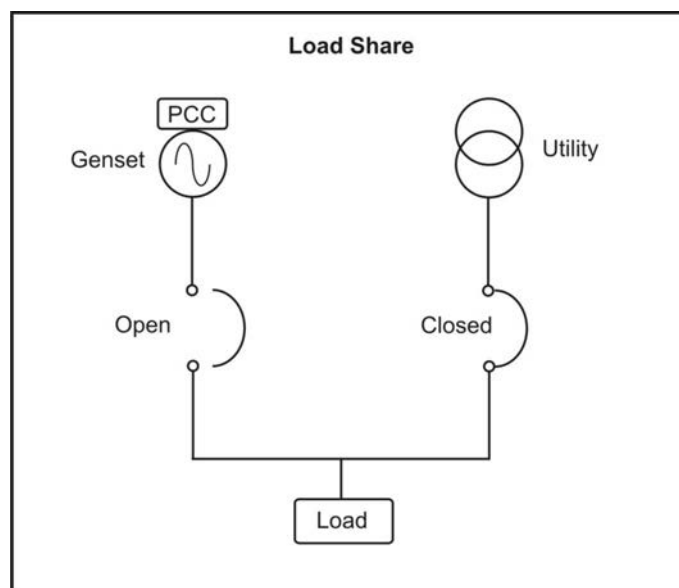 Load Share
PCC
Genset
Utility
Open
Closed
Load